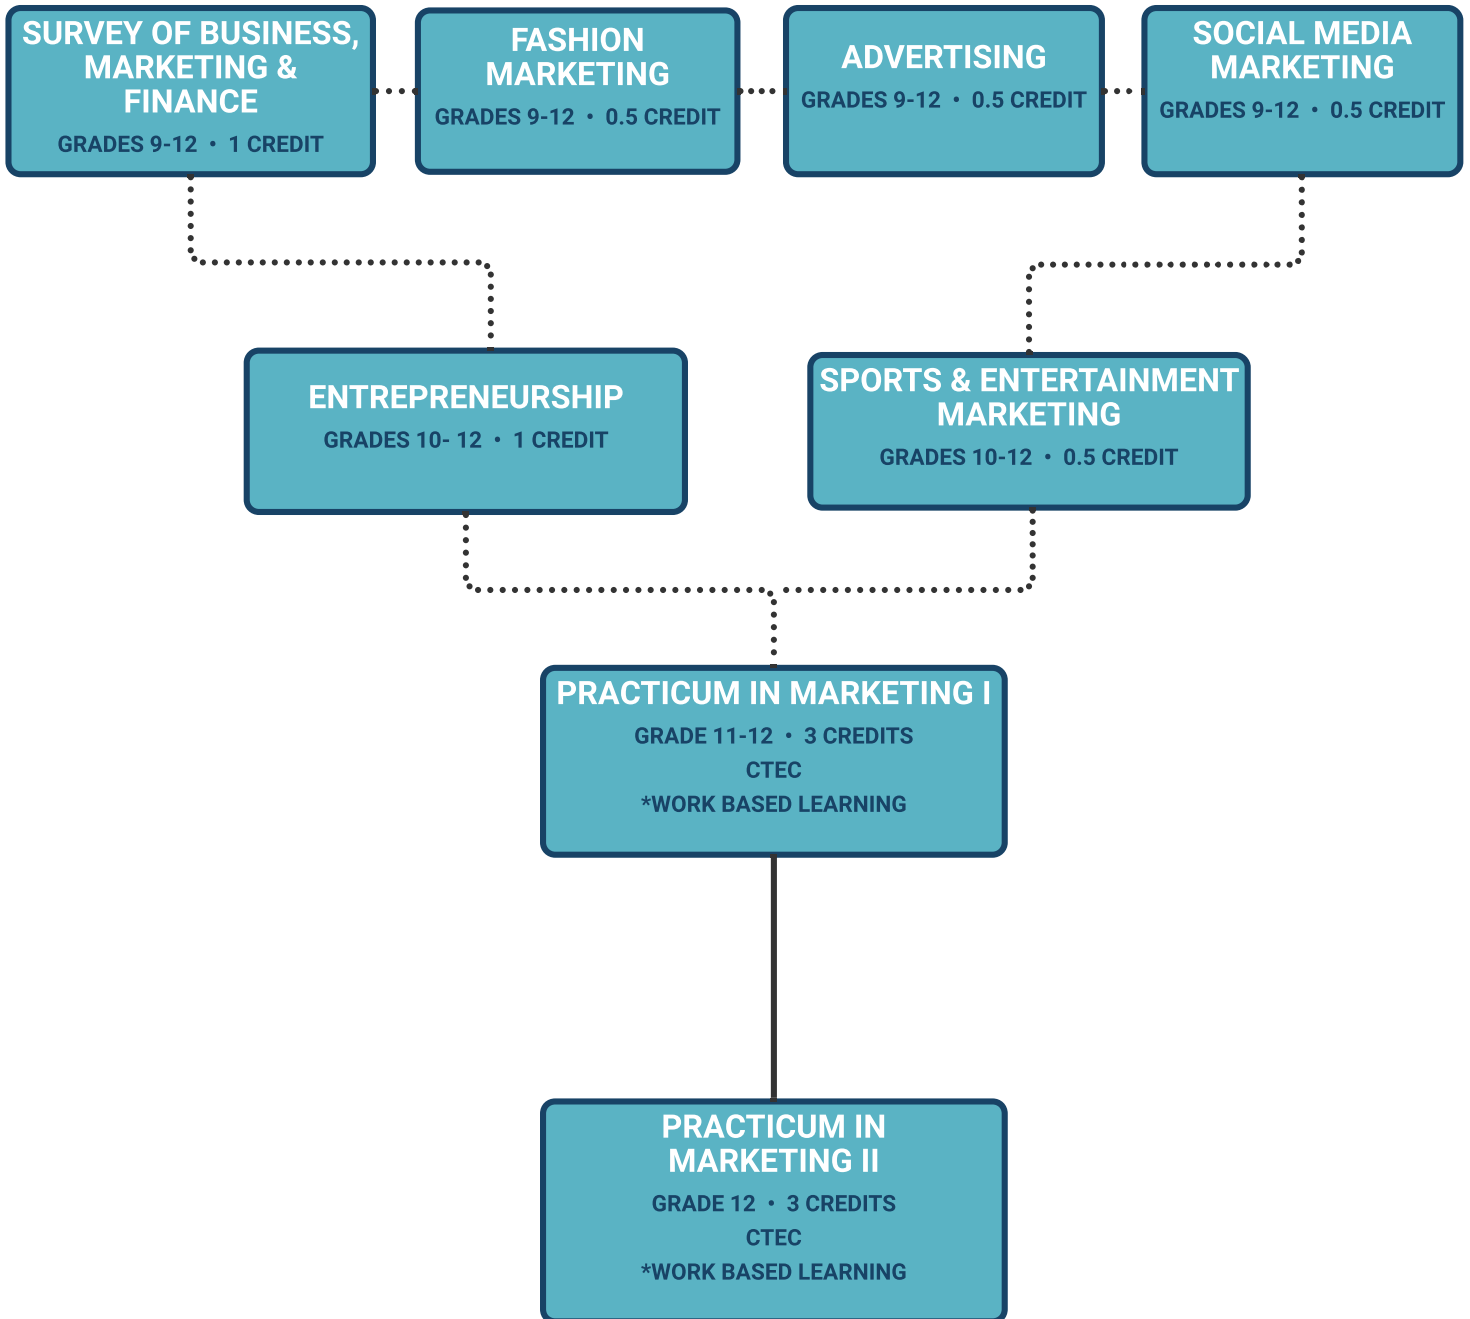 SURVEY OF BUSINESS,
MARKETING &
FINANCE
GRADES 9-12 • 1 CREDIT
FASHION
MARKETING
GRADES 9-12 • 0.5 CREDIT
ADVERTISING
GRADES 9-12 • 0.5 CREDIT
SOCIAL MEDIA
MARKETING
GRADES 9-12 • 0.5 CREDIT
ENTREPRENEURSHIP
GRADES 10- 12 • 1 CREDIT
SPORTS & ENTERTAINMENT
MARKETING
GRADES 10-12 • 0.5 CREDIT
PRACTICUM IN MARKETING I
GRADE 11-12 • 3 CREDITS
CTEC
*WORK BASED LEARNING
PRACTICUM IN
MARKETING II
GRADE 12 • 3 CREDITS
CTEC
*WORK BASED LEARNING